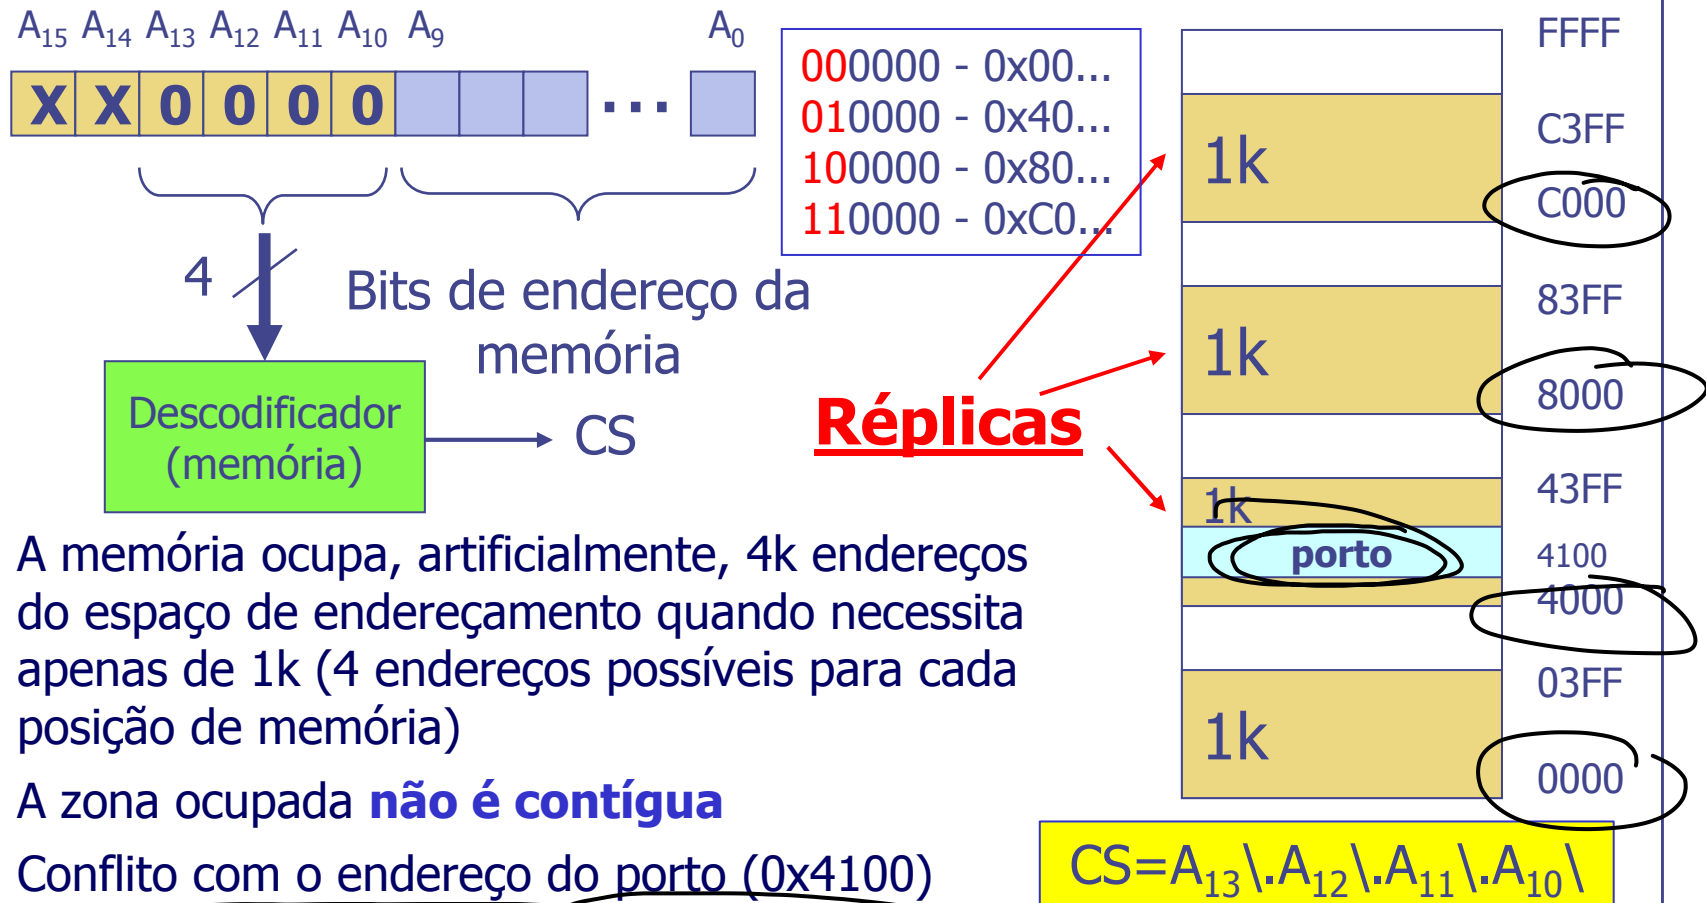 A15 A14 A13 A12 A11 A10 A9 A0
X X 0 0 0 0 ...
4
Bits de endereço da
memória
Descodificador
(memória)
CS
000000 - 0x00...
010000 - 0x40...
100000 - 0x80...
110000 - 0xC0...
Réplicas
FFFF
1k
C3FF
C000
1k
83FF
8000
1k
43FF
porto
4100
4000
1k
03FF
0000
A memória ocupa, artificialmente, 4k endereços
do espaço de endereçamento quando necessita
apenas de 1k (4 endereços possíveis para cada
posição de memória)
A zona ocupada não é contígua
Conflito com o endereço do porto (0x4100)
CS=A13\.A12\.A11\.A10\